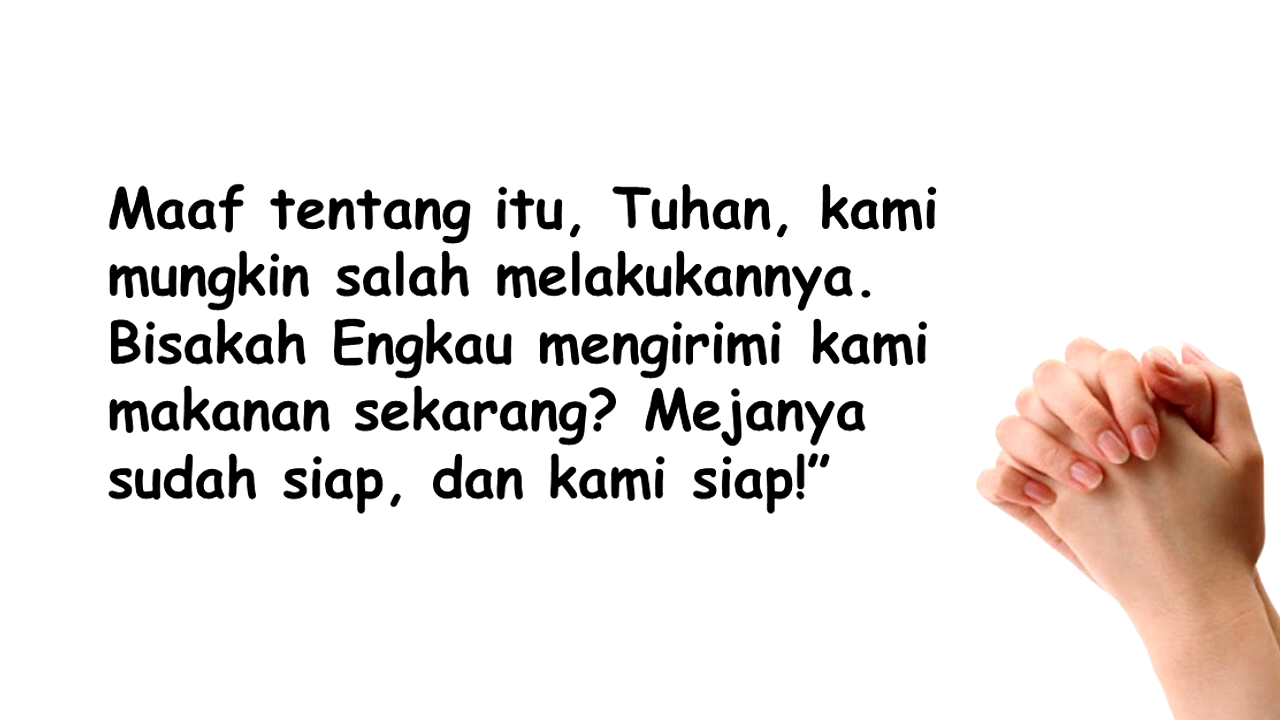 Maaf tentang itu, Tuhan, kami
mungkin salah melakukannya.
Bisakah Engkau mengirimi kami
makanan sekarang? Mejanya
sudah siap, dan kami siap!”